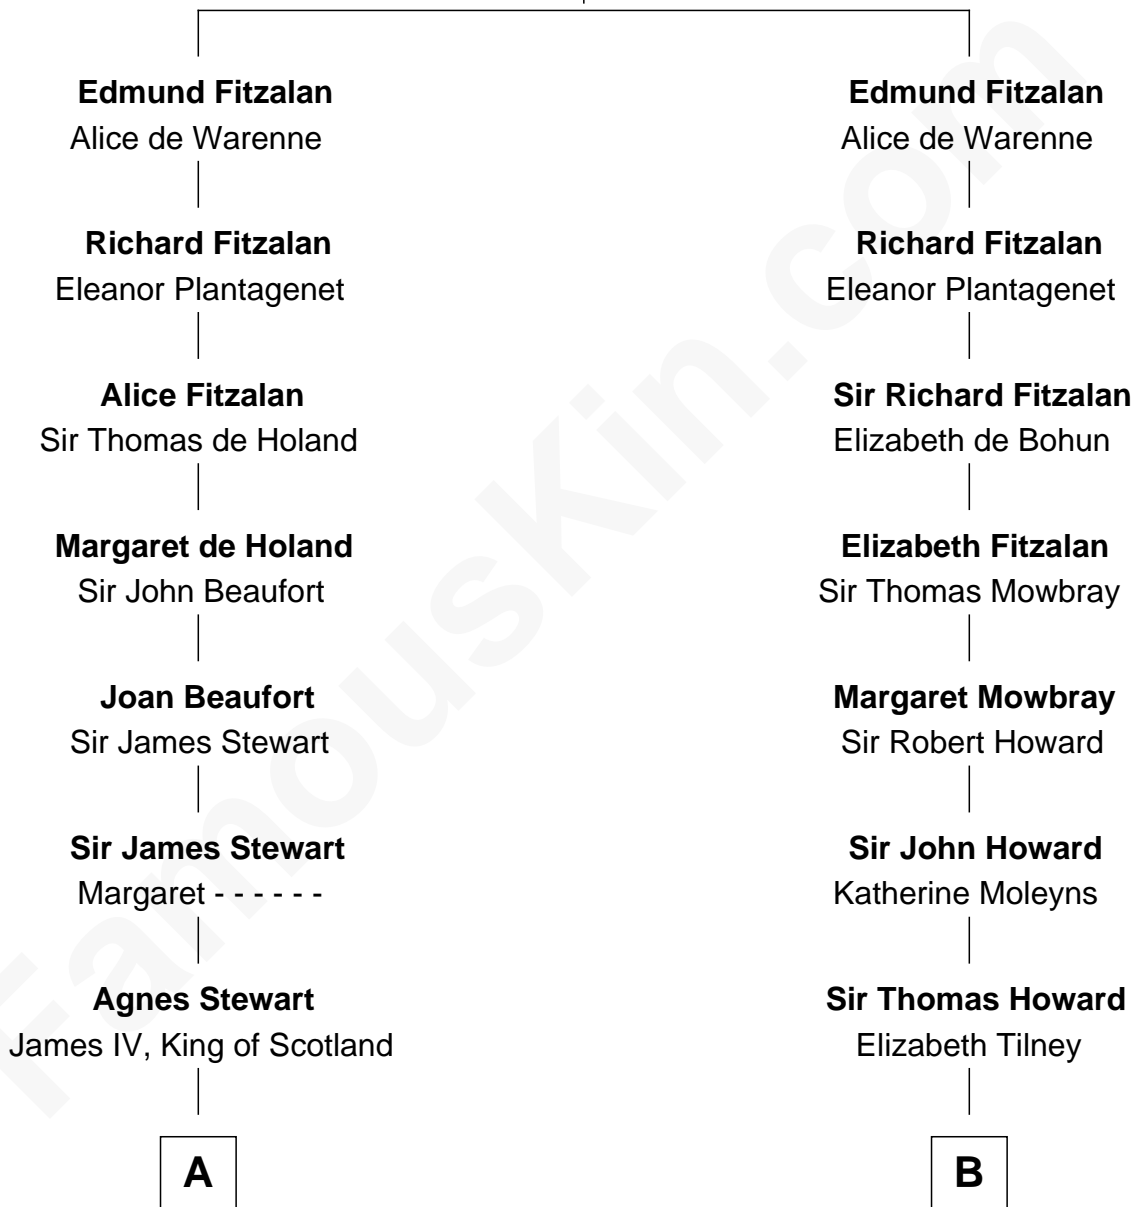 Edmund Fitzalan
Alice de Warenne
Richard Fitzalan
Eleanor Plantagenet
Alice Fitzalan
Sir Thomas de Holand
Margaret de Holand
Sir John Beaufort
Joan Beaufort
Sir James Stewart
Sir James Stewart
Margaret - - - - - -
Agnes Stewart
James IV, King of Scotland
A
Edmund Fitzalan
Alice de Warenne
Richard Fitzalan
Eleanor Plantagenet
Sir Richard Fitzalan
Elizabeth de Bohun
Elizabeth Fitzalan
Sir Thomas Mowbray
Margaret Mowbray
Sir Robert Howard
Sir John Howard
Katherine Moleyns
Sir Thomas Howard
Elizabeth Tilney
B
FamousKin.com